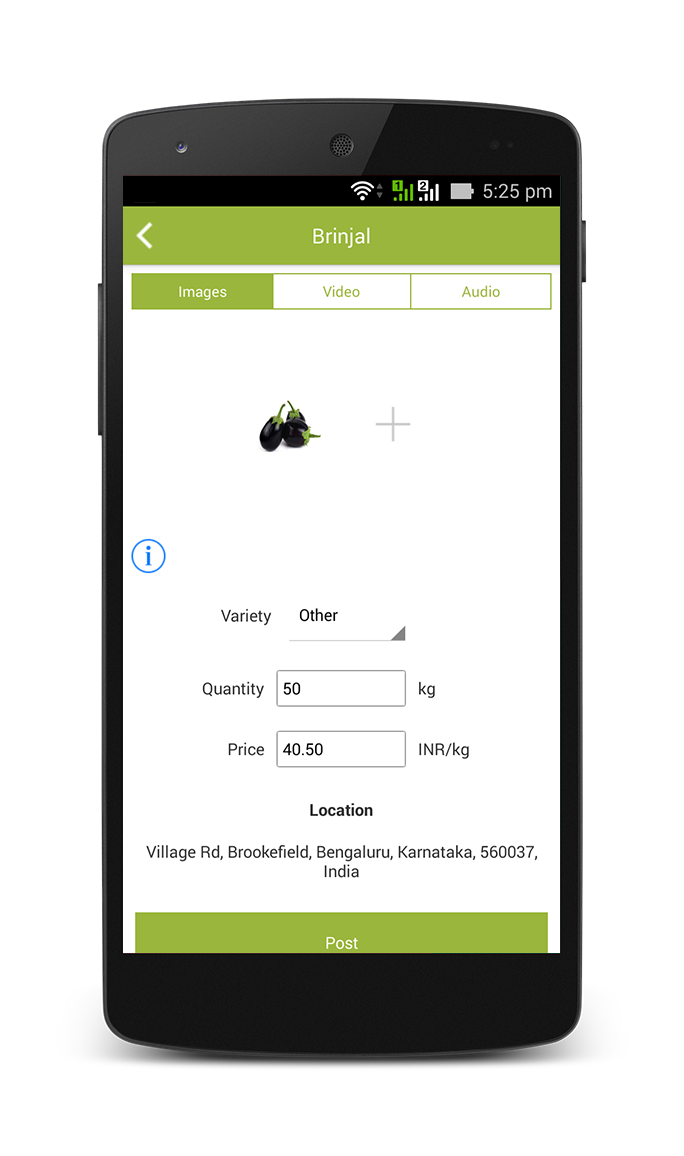 1 2 5:25 pm
Brinjal
Images Video Audio
i
Variety Other
Quantity 50 kg
Price 40.50 INR/kg
Location
Village Rd, Brookefield, Bengaluru, Karnataka, 560037,
India
Post